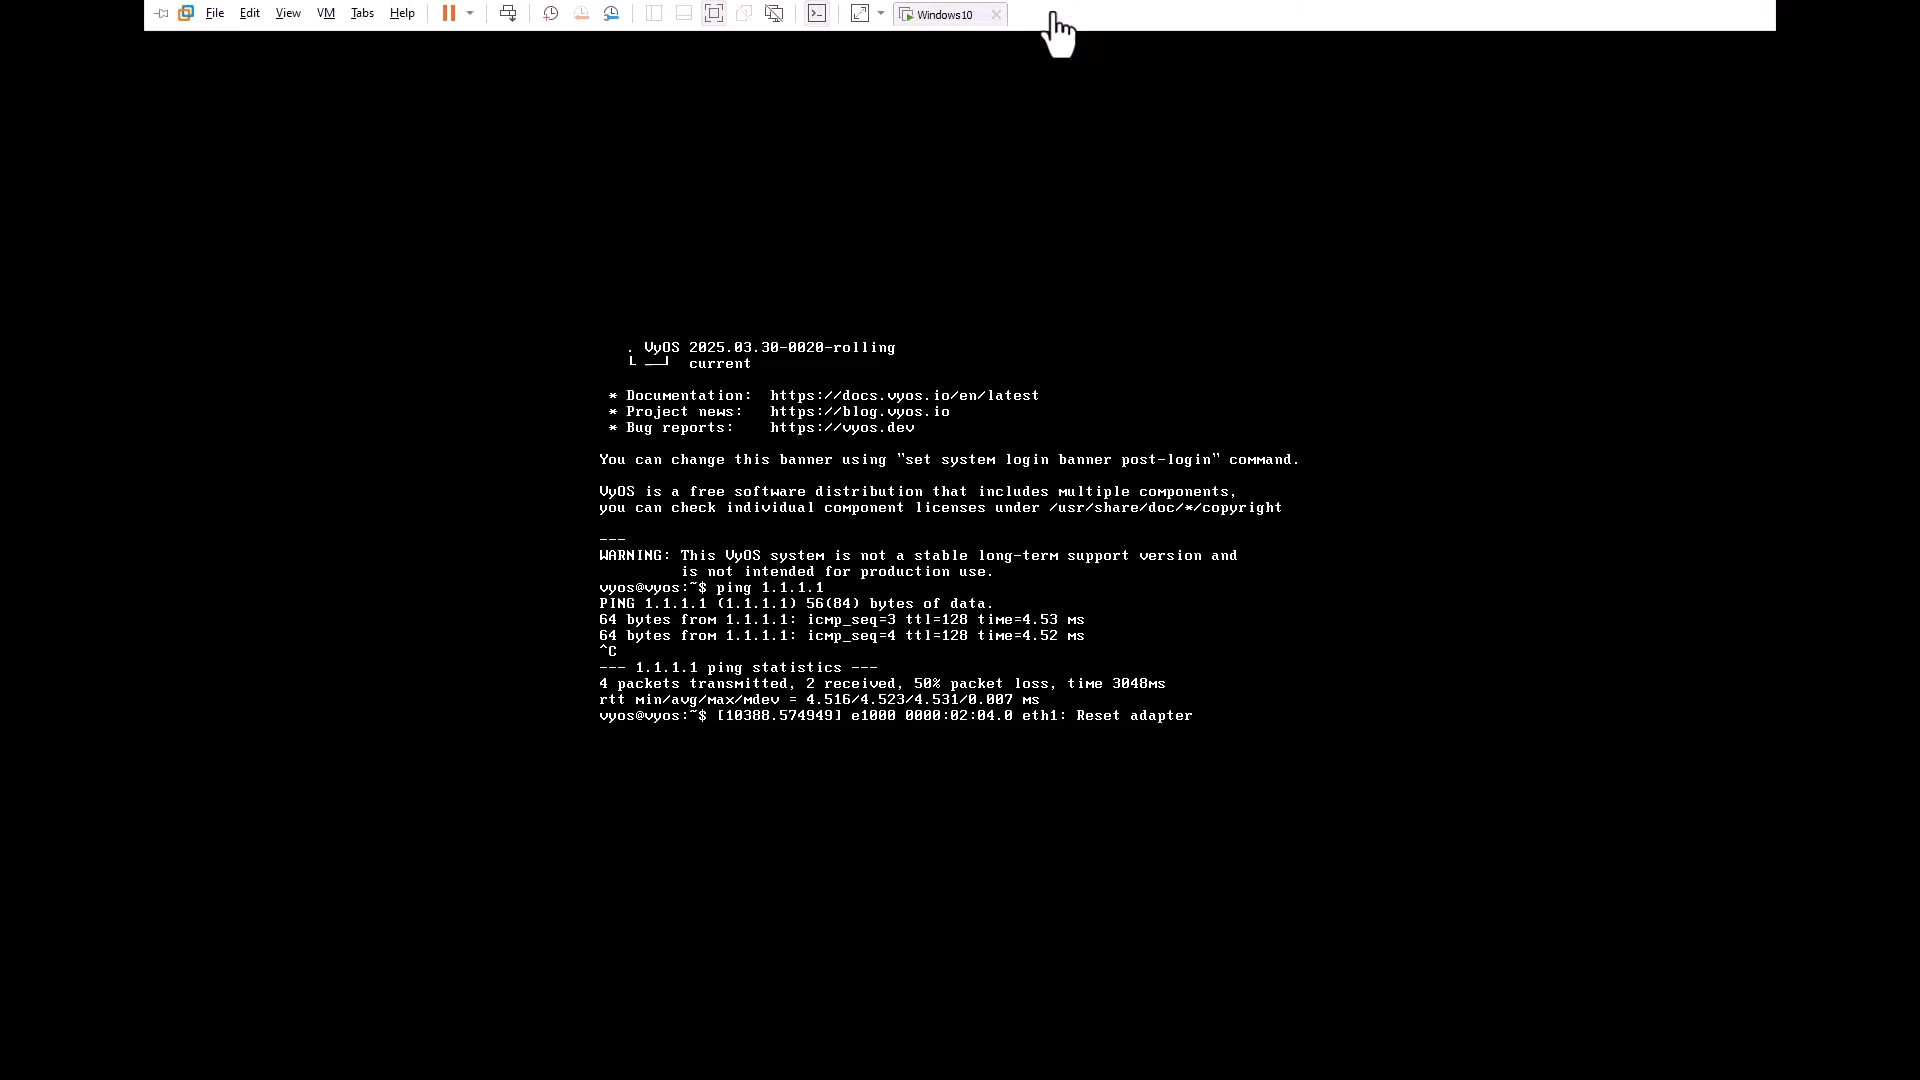 File Edit View VM Tabs Help Windows10
. VyOS 2025.03.30-0020-rolling
└ ──┘ current
* Documentation: https://docs.vyos.io/en/latest
* Project news: https://blog.vyos.io
* Bug reports: https://vyos.dev
You can change this banner using "set system login banner post-login" command.
VyOS is a free software distribution that includes multiple components,
you can check individual component licenses under /usr/share/doc/*/copyright
---
WARNING: This VyOS system is not a stable long-term support version and
is not intended for production use.
vyos@vyos:~$ ping 1.1.1.1
PING 1.1.1.1 (1.1.1.1) 56(84) bytes of data.
64 bytes from 1.1.1.1: icmp_seq=3 ttl=128 time=4.53 ms
64 bytes from 1.1.1.1: icmp_seq=4 ttl=128 time=4.52 ms
^C
--- 1.1.1.1 ping statistics ---
4 packets transmitted, 2 received, 50% packet loss, time 3048ms
rtt min/avg/max/mdev = 4.516/4.523/4.531/0.007 ms
vyos@vyos:~$ [10388.574949] e1000 0000:02:04.0 eth1: Reset adapter